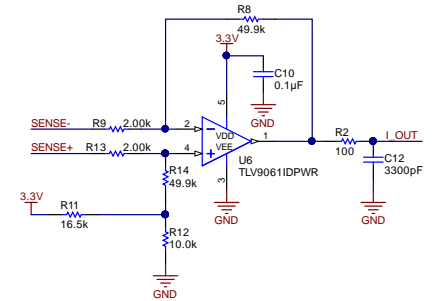 R8
49.9k
3.3V
C10
0.1µF
GND
5
SENSE-
R9
2.00k
2
VDD
VEE
1
R2
100
I_OUT
SENSE+
R13
2.00k
4
U6
TLV9061IDPWR
3
GND
C12
3300pF
GND
R14
49.9k
3.3V
R11
16.5k
R12
10.0k
GND